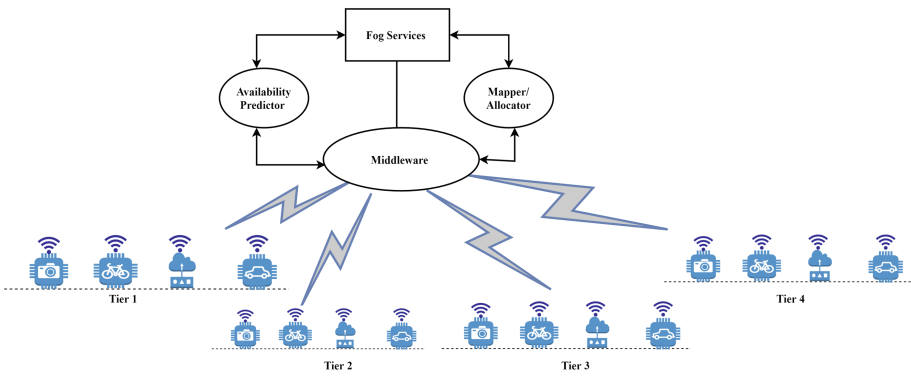 Fog Services
Availability
Predictor
Mapper/
Allocator
Middleware
Tier 1
Tier 4
Tier 2
Tier 3